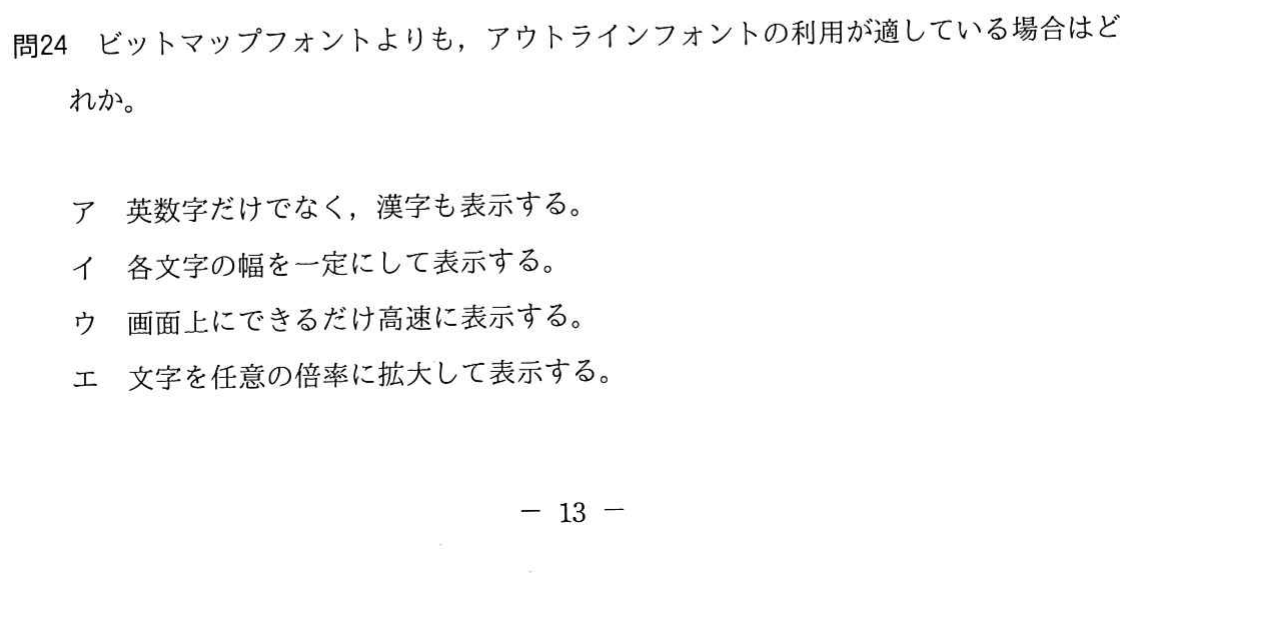 問24　ビットマップフォントよりも，アウトラインフォントの利用が適している場合はど
れか。
ア　英数字だけでなく，漢字も表示する。
イ　各文字の幅を一定にして表示する。
ウ　画面上にできるだけ高速に表示する。
エ　文字を任意の倍率に拡大して表示する。
－ 13 －